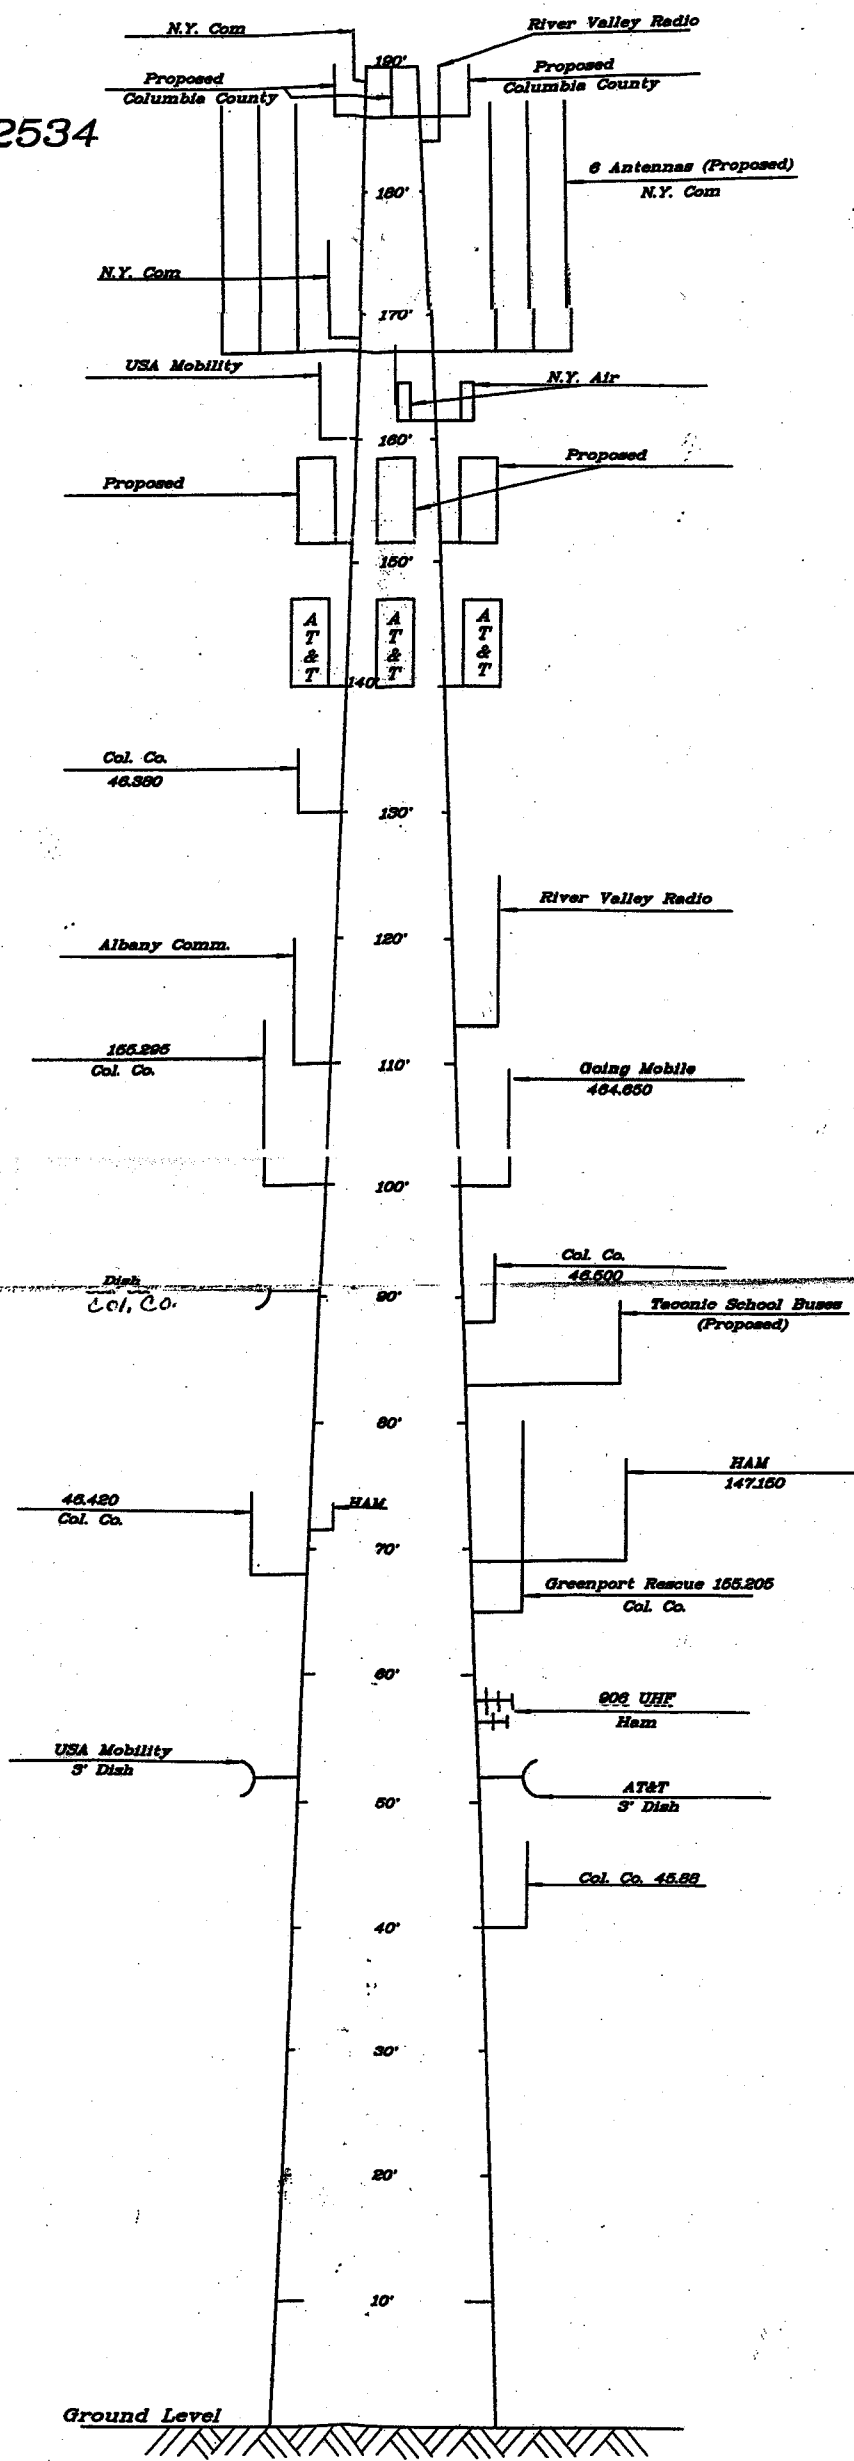 N.Y. Com
River Valley Radio
190'
Proposed
Columbia County
Proposed
Columbia County
2534
6 Antennas (Proposed)
N.Y. Com
180'
N.Y. Com
170'
USA Mobility
N.Y. Air
160'
Proposed
Proposed
150'
AT&T
AT&T
AT&T
140'
Col. Co.
46.380
130'
River Valley Radio
120'
Albany Comm.
155.295
Col. Co.
110'
Going Mobile
464.650
100'
Col. Co.
46.500
Dish
Col. Co.
90'
Taconic School Buses
(Proposed)
80'
HAM
147.150
46.420
Col. Co.
HAM
70'
Greenport Rescue 155.205
Col. Co.
60'
906 UHF
Ham
USA Mobility
3' Dish
AT&T
3' Dish
50'
Col. Co. 45.88
40'
30'
20'
10'
Ground Level